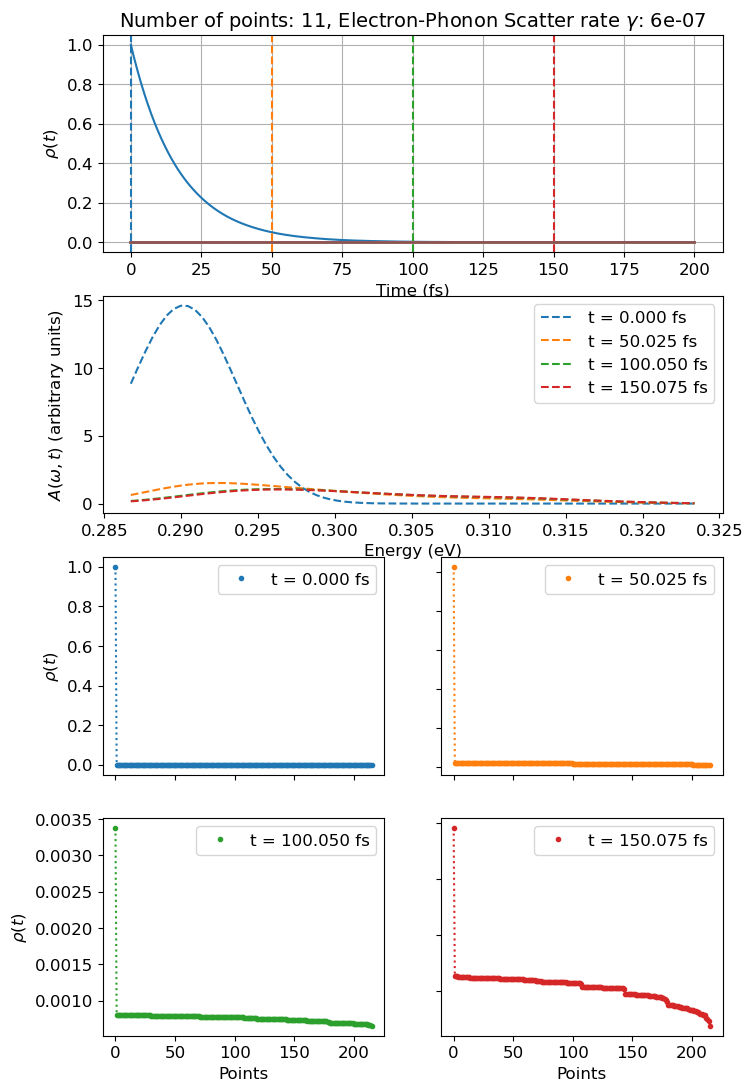 Number of points: 11, Electron-Phonon Scatter rate γ: 6e-07
1.0
0.8
0.6
0.4
0.2
0.0
ρ(t)
0 25 50 75 100 125 150 175 200
Time (fs)
15
10
5
0
A(ω, t) (arbitrary units)
t = 0.000 fs
t = 50.025 fs
t = 100.050 fs
t = 150.075 fs
0.285 0.290 0.295 0.300 0.305 0.310 0.315 0.320 0.325
Energy (eV)
1.0
0.8
0.6
0.4
0.2
0.0
ρ(t)
t = 0.000 fs
t = 50.025 fs
0.0035
0.0030
0.0025
0.0020
0.0015
0.0010
ρ(t)
t = 100.050 fs
0 50 100 150 200
Points
t = 150.075 fs
0 50 100 150 200
Points